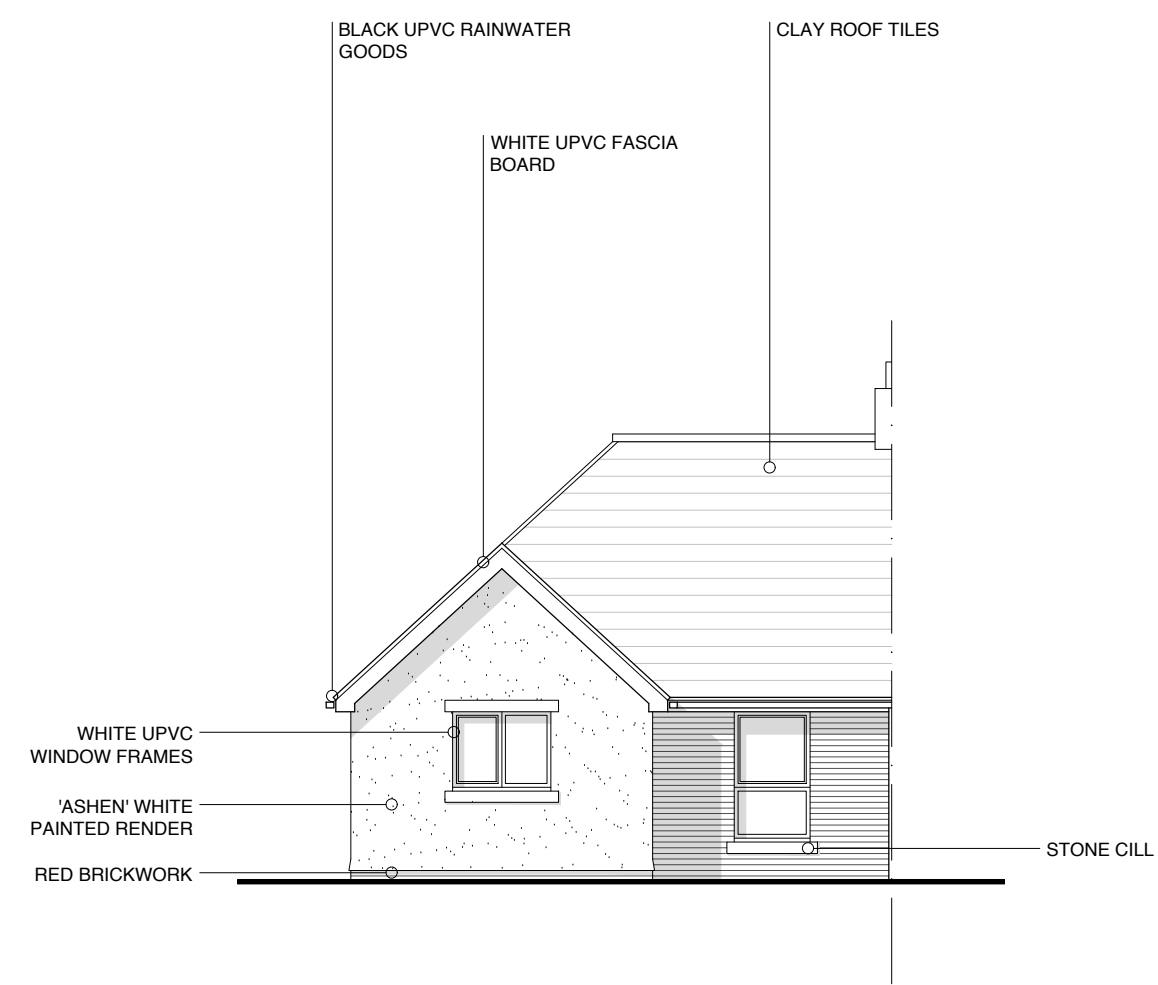 BLACK UPVC RAINWATER
GOODS
CLAY ROOF TILES
WHITE UPVC FASCIA
BOARD
WHITE UPVC
WINDOW FRAMES
'ASHEN' WHITE
PAINTED RENDER
RED BRICKWORK
STONE CILL